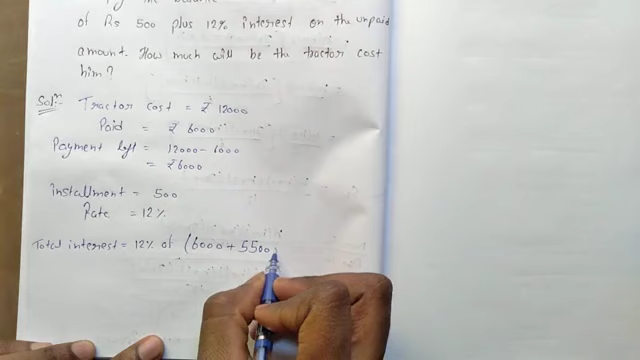 the balance
of Rs 500 plus 12% interest on the unpaid
amount. How much will be the tractor cost
him?
Solⁿ Tractor cost = ₹ 12000
Paid = ₹ 6000
Payment left = 12000 - 6000
= ₹6000
Installment = 500
Rate = 12%
Total interest = 12% of (6000 + 5500